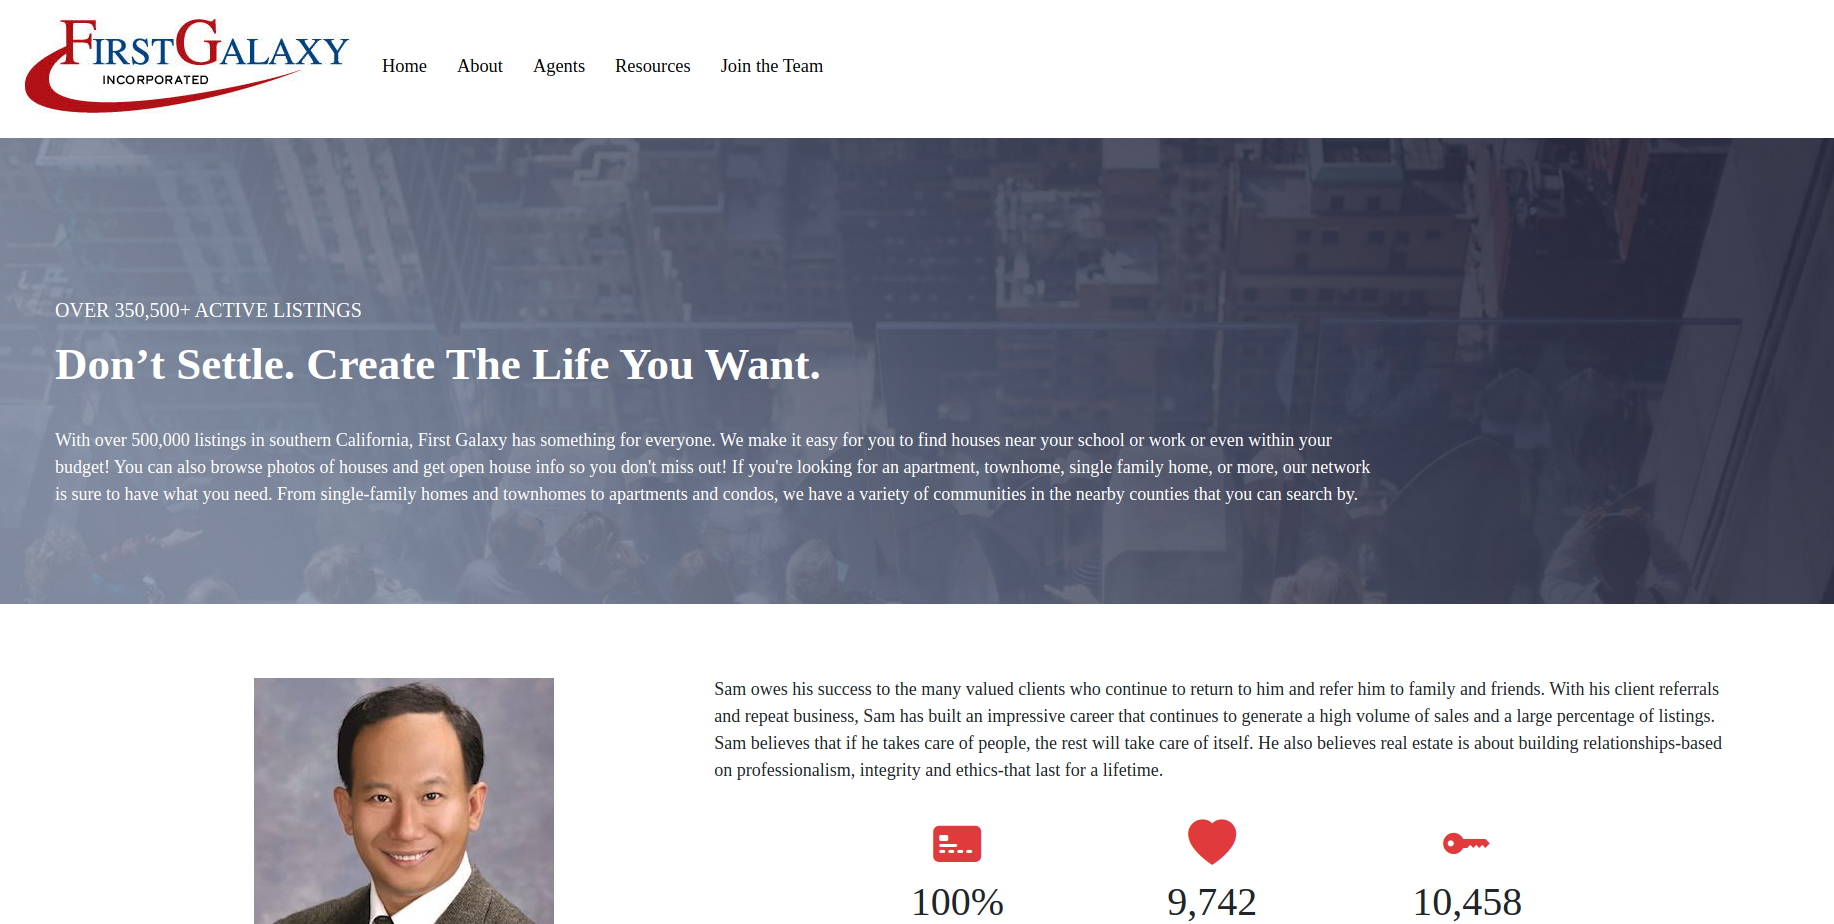 FIRSTGALAXY
INCORPORATED
Home About Agents Resources Join the Team
OVER 350,500+ ACTIVE LISTINGS
Don’t Settle. Create The Life You Want.
With over 500,000 listings in southern California, First Galaxy has something for everyone. We make it easy for you to find houses near your school or work or even within your
budget! You can also browse photos of houses and get open house info so you don't miss out! If you're looking for an apartment, townhome, single family home, or more, our network
is sure to have what you need. From single-family homes and townhomes to apartments and condos, we have a variety of communities in the nearby counties that you can search by.
Sam owes his success to the many valued clients who continue to return to him and refer him to family and friends. With his client referrals
and repeat business, Sam has built an impressive career that continues to generate a high volume of sales and a large percentage of listings.
Sam believes that if he takes care of people, the rest will take care of itself. He also believes real estate is about building relationships-based
on professionalism, integrity and ethics-that last for a lifetime.
100% 9,742 10,458